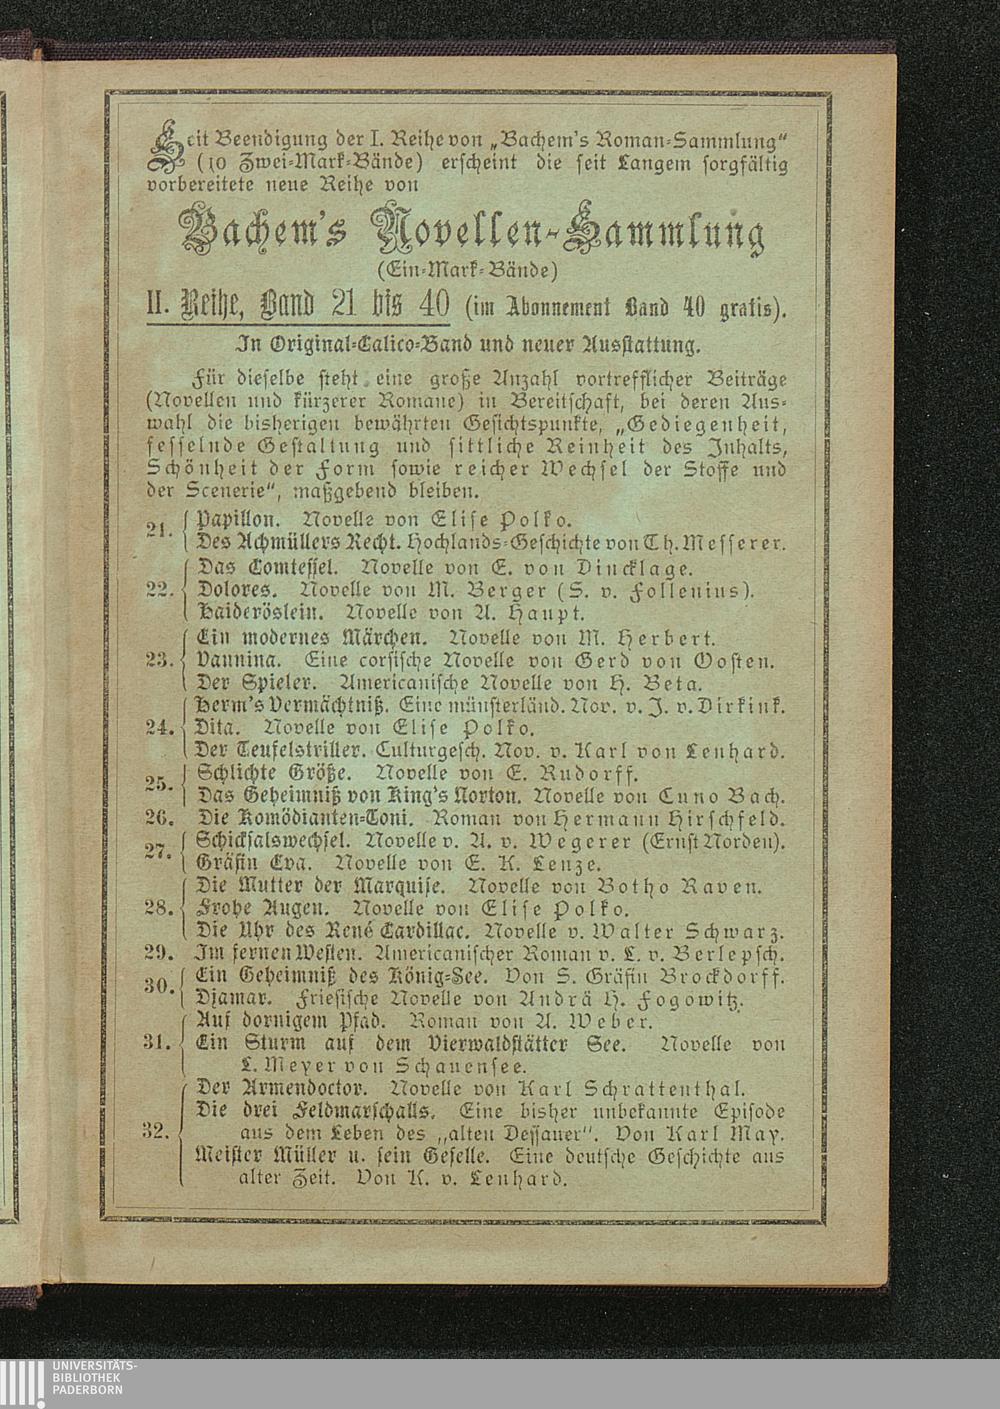 Seit Beendigung der I. Reihe von „Bachem's Roman-Sammlung“
(10 Zwei-Mark-Bände) erscheint die seit Langem sorgfältig
vorbereitete neue Reihe von
Bachem's Novellen-Sammlung
(Ein-Mark-Bände)
II. Reihe, Band 21 bis 40 (im Abonnement Band 40 gratis).
In Original-Calico-Band und neuer Ausstattung.
Für dieselbe steht eine große Anzahl vortrefflicher Beiträge
(Novellen und kürzerer Romane) in Bereitschaft, bei deren Aus-
wahl die bisherigen bewährten Gesichtspunkte, „Gediegenheit,
fesselnde Gestaltung und sittliche Reinheit des Inhalts,
Schönheit der Form sowie reicher Wechsel der Stoffe und
der Scenerie“, maßgebend bleiben.
21. Papillon. Novelle von Elise Polko.
Des Achmüllers Recht. Hochlands-Geschichte von Th. Messerer.
Das Comtessel. Novelle von E. von Dincklage.
22. Dolores. Novelle von M. Berger (S. v. Follenius).
Haideröslein. Novelle von A. Haupt.
Ein modernes Märchen. Novelle von M. Herbert.
23. Vannina. Eine corsische Novelle von Gerd von Oosten.
Der Spieler. Americanische Novelle von H. Beta.
Herm's Vermächtniß. Eine münsterländ. Nov. v. J. v. Dirkink.
24. Dita. Novelle von Elise Polko.
Der Teufelstriller. Culturgesch. Nov. v. Karl von Lenhard.
25. Schlichte Größe. Novelle von E. Rudorff.
Das Geheimniß von King's Norton. Novelle von Cuno Bach.
26. Die Komödianten-Toni. Roman von Hermann Hirschfeld.
27. Schicksalswechsel. Novelle v. A. v. Wegerer (Ernst Norden).
Gräfin Eva. Novelle von E. K. Lenze.
Die Mutter der Marquise. Novelle von Botho Raven.
28. Frohe Augen. Novelle von Elise Polko.
Die Uhr des René Cardillac. Novelle v. Walter Schwarz.
29. Im fernen Westen. Americanischer Roman v. L. v. Berlepsch.
30. Ein Geheimniß des König-See. Von S. Gräfin Brockdorff.
Djamar. Friesische Novelle von Andrä H. Fogowitz.
Auf dornigem Pfad. Roman von A. Weber.
31. Ein Sturm auf dem Vierwaldstätter See. Novelle von
L. Meyer von Schauensee.
Der Armendoctor. Novelle von Karl Schrattenthal.
Die drei Feldmarschalls. Eine bisher unbekannte Episode
32. aus dem Leben des „alten Dessauer“. Von Karl May.
Meister Müller u. sein Geselle. Eine deutsche Geschichte aus
alter Zeit. Von K. v. Lenhard.
UNIVERSITÄTS-
BIBLIOTHEK
PADERBORN